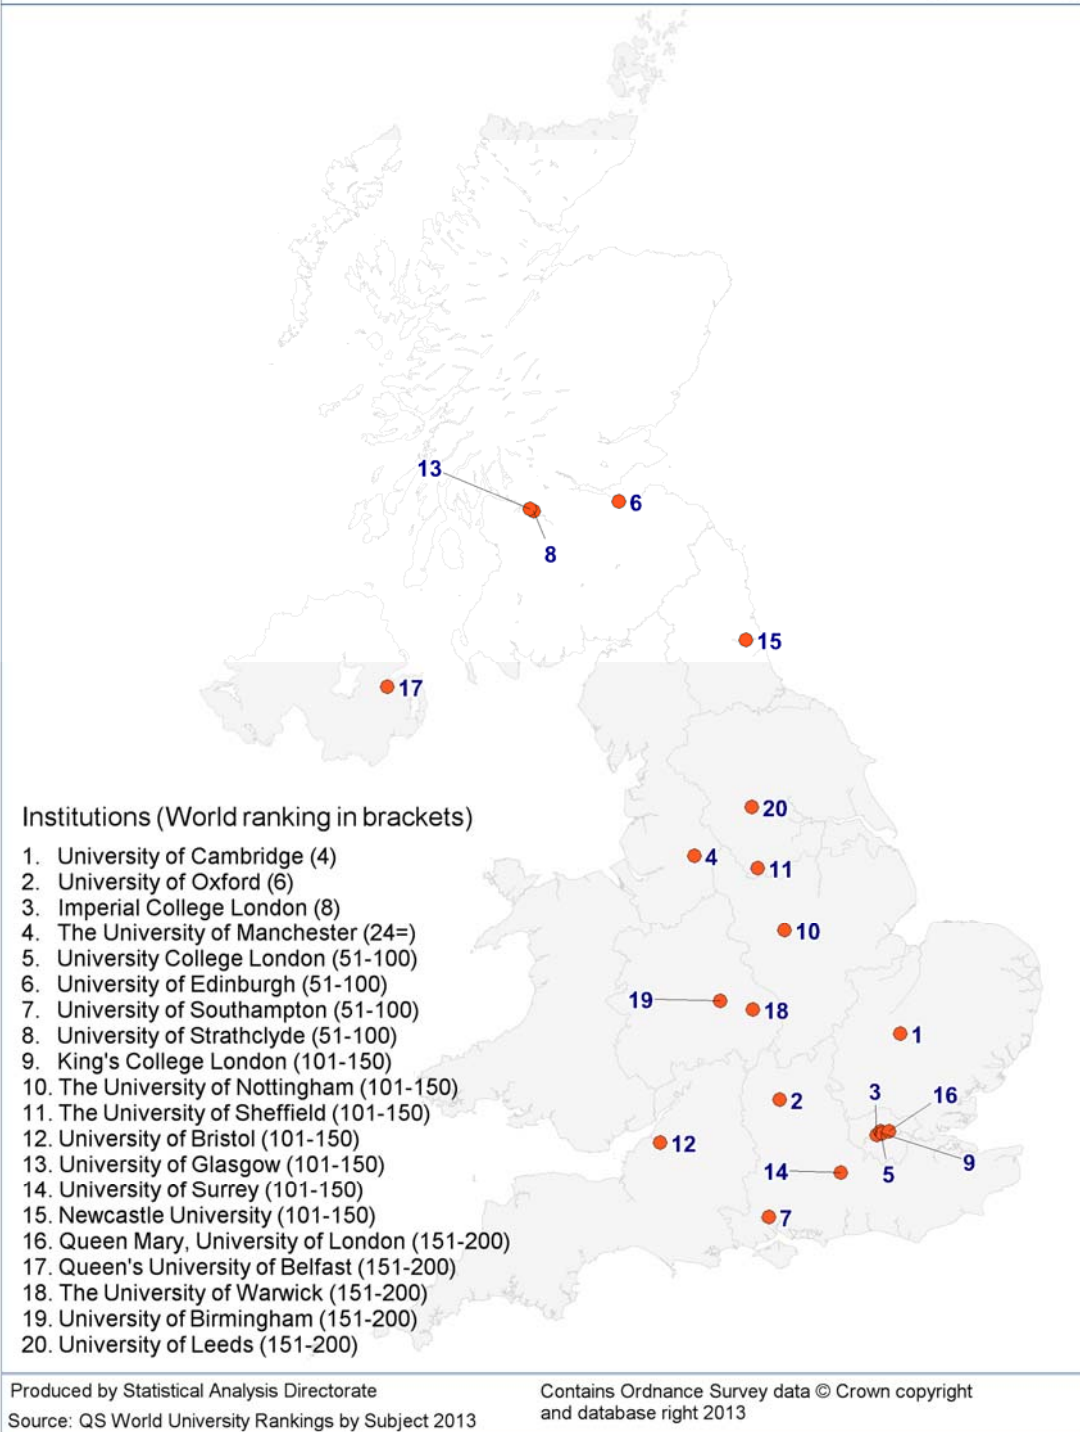 13
6
8
15
17
20
4
11
10
19
18
1
2
3
16
12
9
14
5
7
Institutions (World ranking in brackets)
1. University of Cambridge (4)
2. University of Oxford (6)
3. Imperial College London (8)
4. The University of Manchester (24=)
5. University College London (51-100)
6. University of Edinburgh (51-100)
7. University of Southampton (51-100)
8. University of Strathclyde (51-100)
9. King's College London (101-150)
10. The University of Nottingham (101-150)
11. The University of Sheffield (101-150)
12. University of Bristol (101-150)
13. University of Glasgow (101-150)
14. University of Surrey (101-150)
15. Newcastle University (101-150)
16. Queen Mary, University of London (151-200)
17. Queen's University of Belfast (151-200)
18. The University of Warwick (151-200)
19. University of Birmingham (151-200)
20. University of Leeds (151-200)
Produced by Statistical Analysis Directorate
Source: QS World University Rankings by Subject 2013
Contains Ordnance Survey data © Crown copyright
and database right 2013